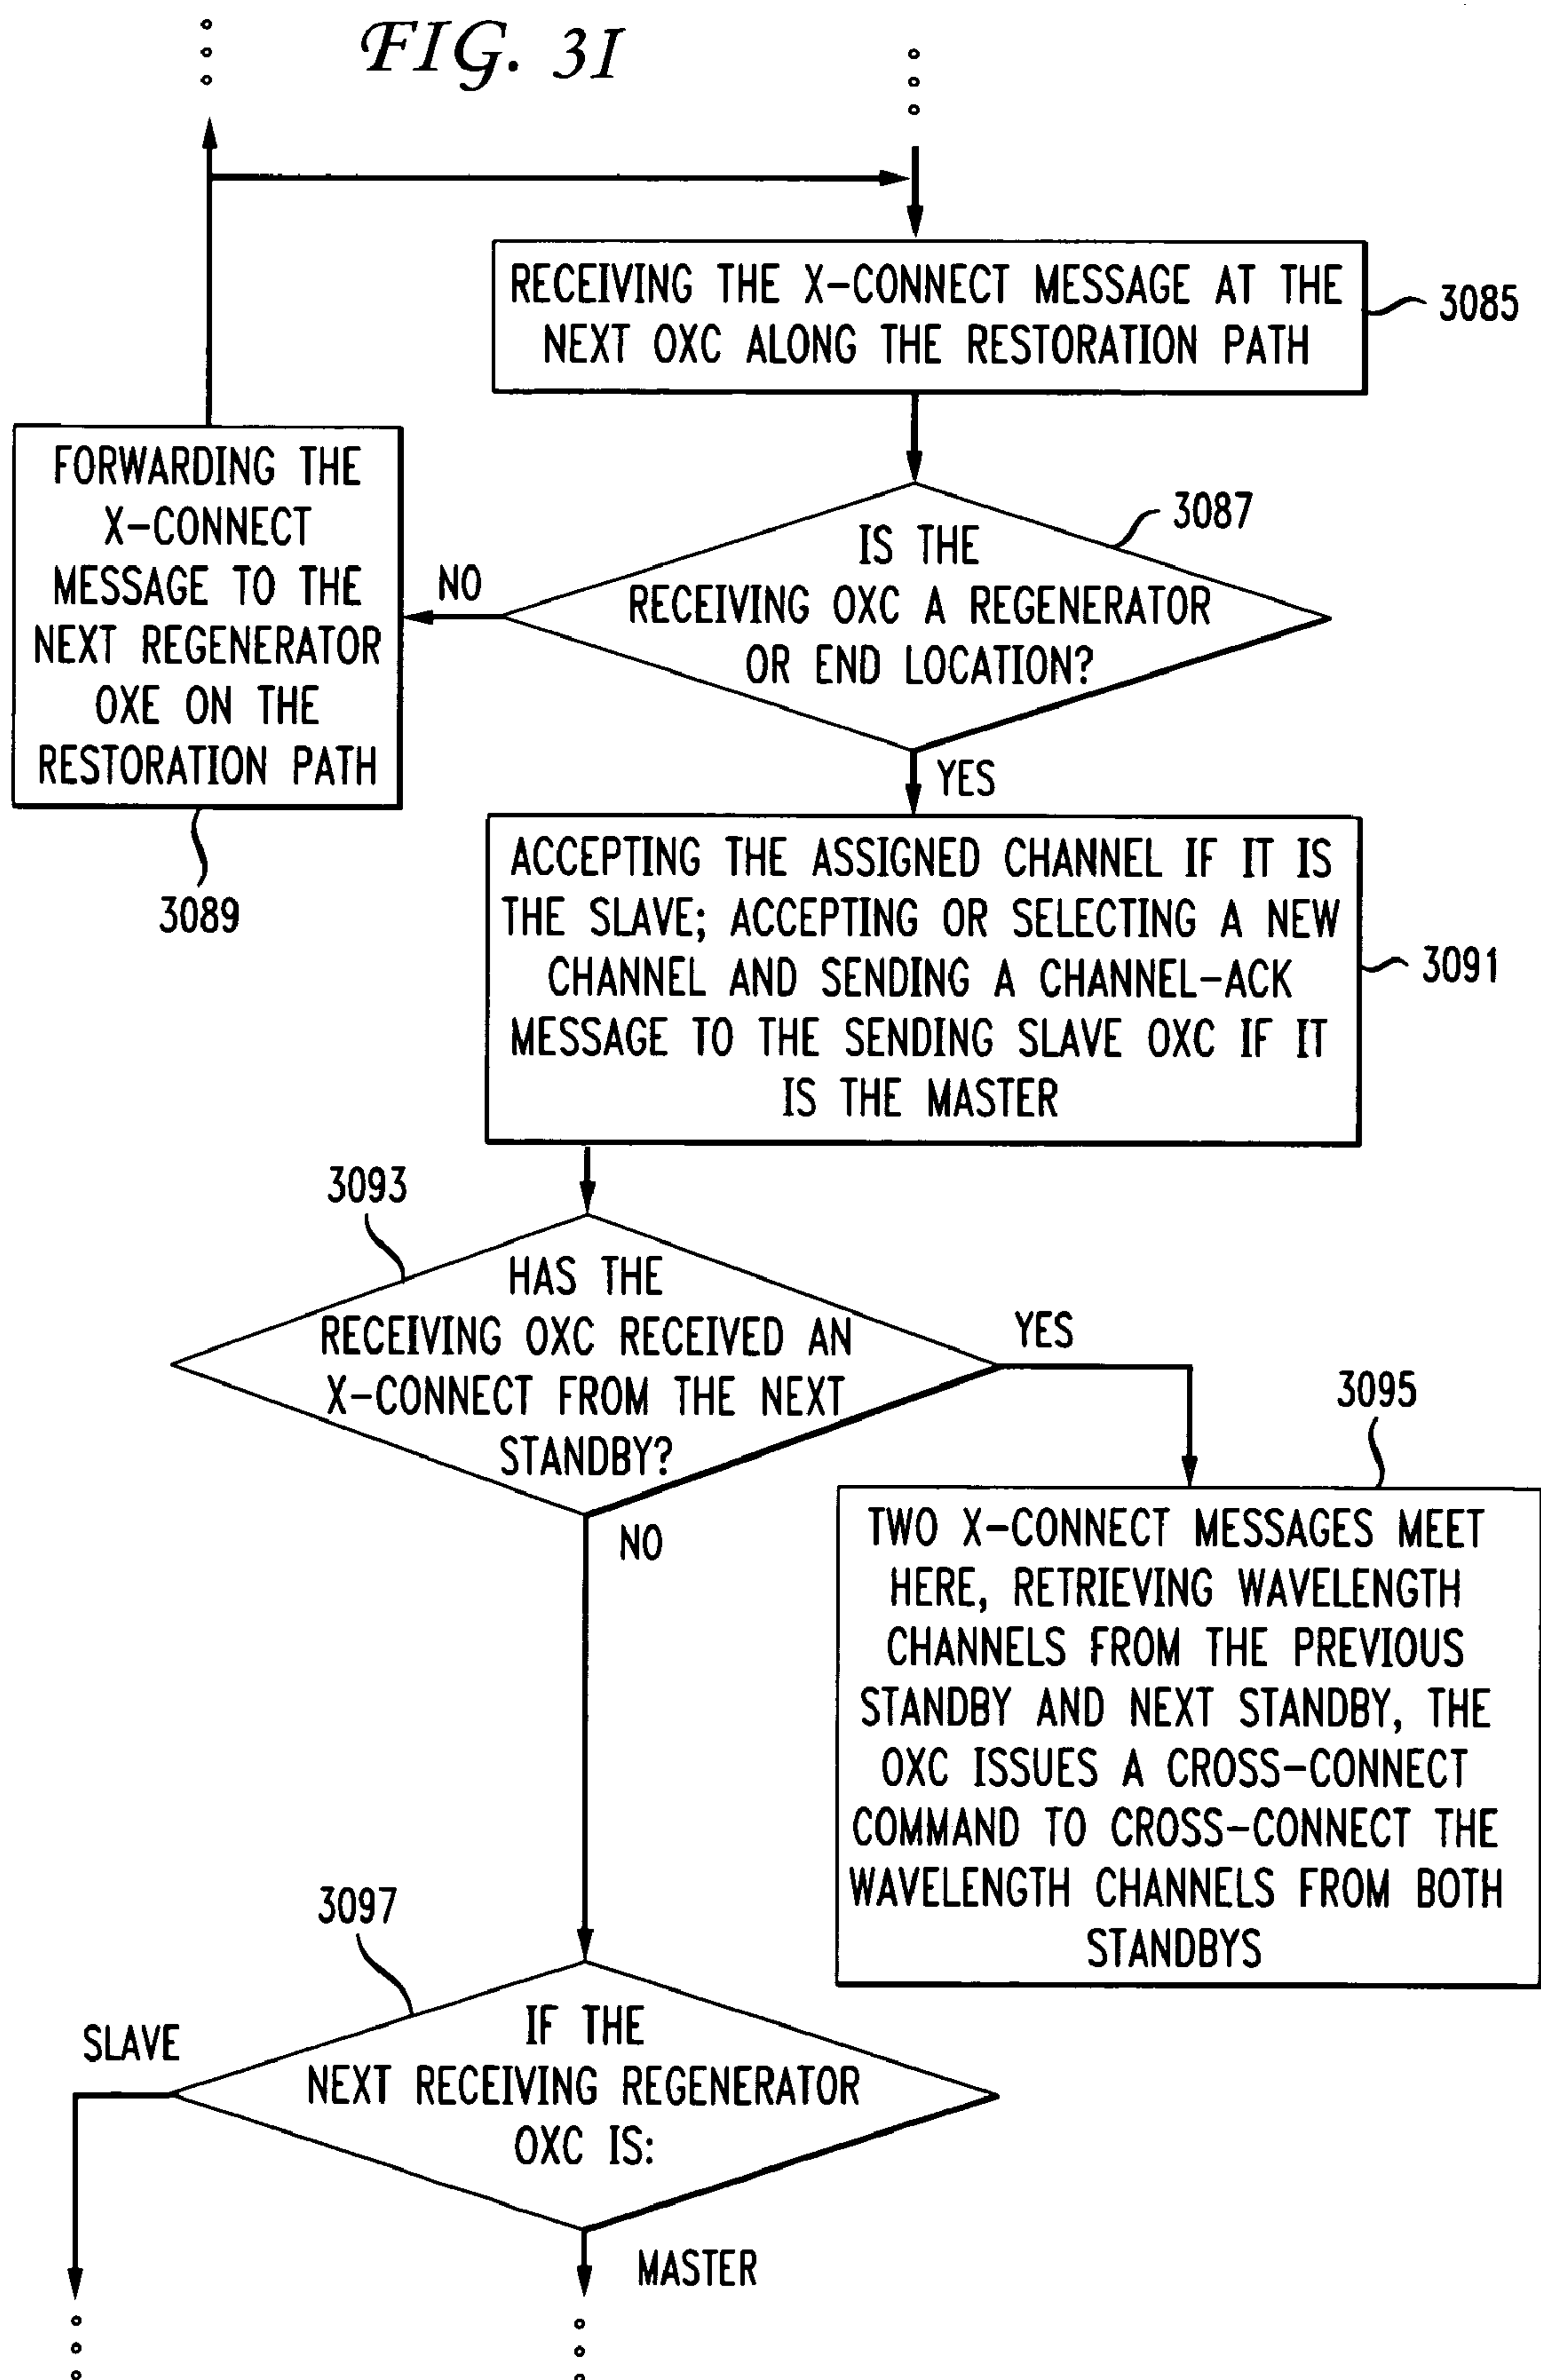 FIG. 3I
RECEIVING THE X-CONNECT MESSAGE AT THE
NEXT OXC ALONG THE RESTORATION PATH
3085
FORWARDING THE
X-CONNECT
MESSAGE TO THE
NEXT REGENERATOR
OXE ON THE
RESTORATION PATH
3089
NO
3087
IS THE
RECEIVING OXC A REGENERATOR
OR END LOCATION?
YES
ACCEPTING THE ASSIGNED CHANNEL IF IT IS
THE SLAVE; ACCEPTING OR SELECTING A NEW
CHANNEL AND SENDING A CHANNEL-ACK
MESSAGE TO THE SENDING SLAVE OXC IF IT
IS THE MASTER
3091
3093
HAS THE
RECEIVING OXC RECEIVED AN
X-CONNECT FROM THE NEXT
STANDBY?
YES
NO
3095
TWO X-CONNECT MESSAGES MEET
HERE, RETRIEVING WAVELENGTH
CHANNELS FROM THE PREVIOUS
STANDBY AND NEXT STANDBY, THE
OXC ISSUES A CROSS-CONNECT
COMMAND TO CROSS-CONNECT THE
WAVELENGTH CHANNELS FROM BOTH
STANDBYS
3097
IF THE
NEXT RECEIVING REGENERATOR
OXC IS:
SLAVE
MASTER